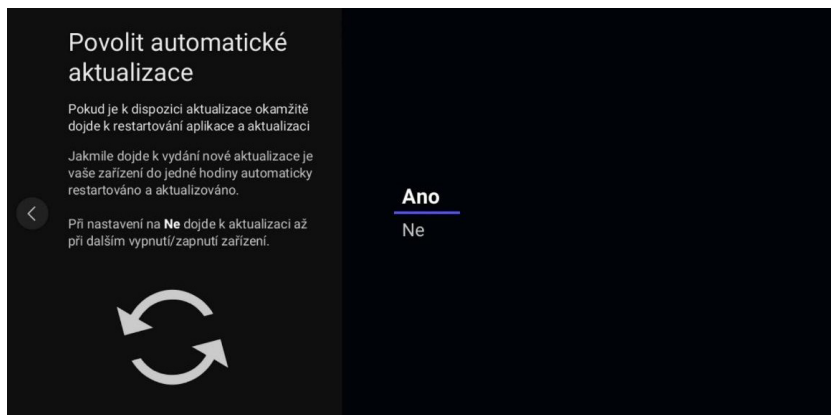 Povolit automatické
aktualizace
Pokud je k dispozici aktualizace okamžitě
dojde k restartování aplikace a aktualizaci
Jakmile dojde k vydání nové aktualizace je
vaše zařízení do jedné hodiny automaticky
restartováno a aktualizováno.
Při nastavení na Ne dojde k aktualizaci až
při dalším vypnutí/zapnutí zařízení.
Ano
Ne